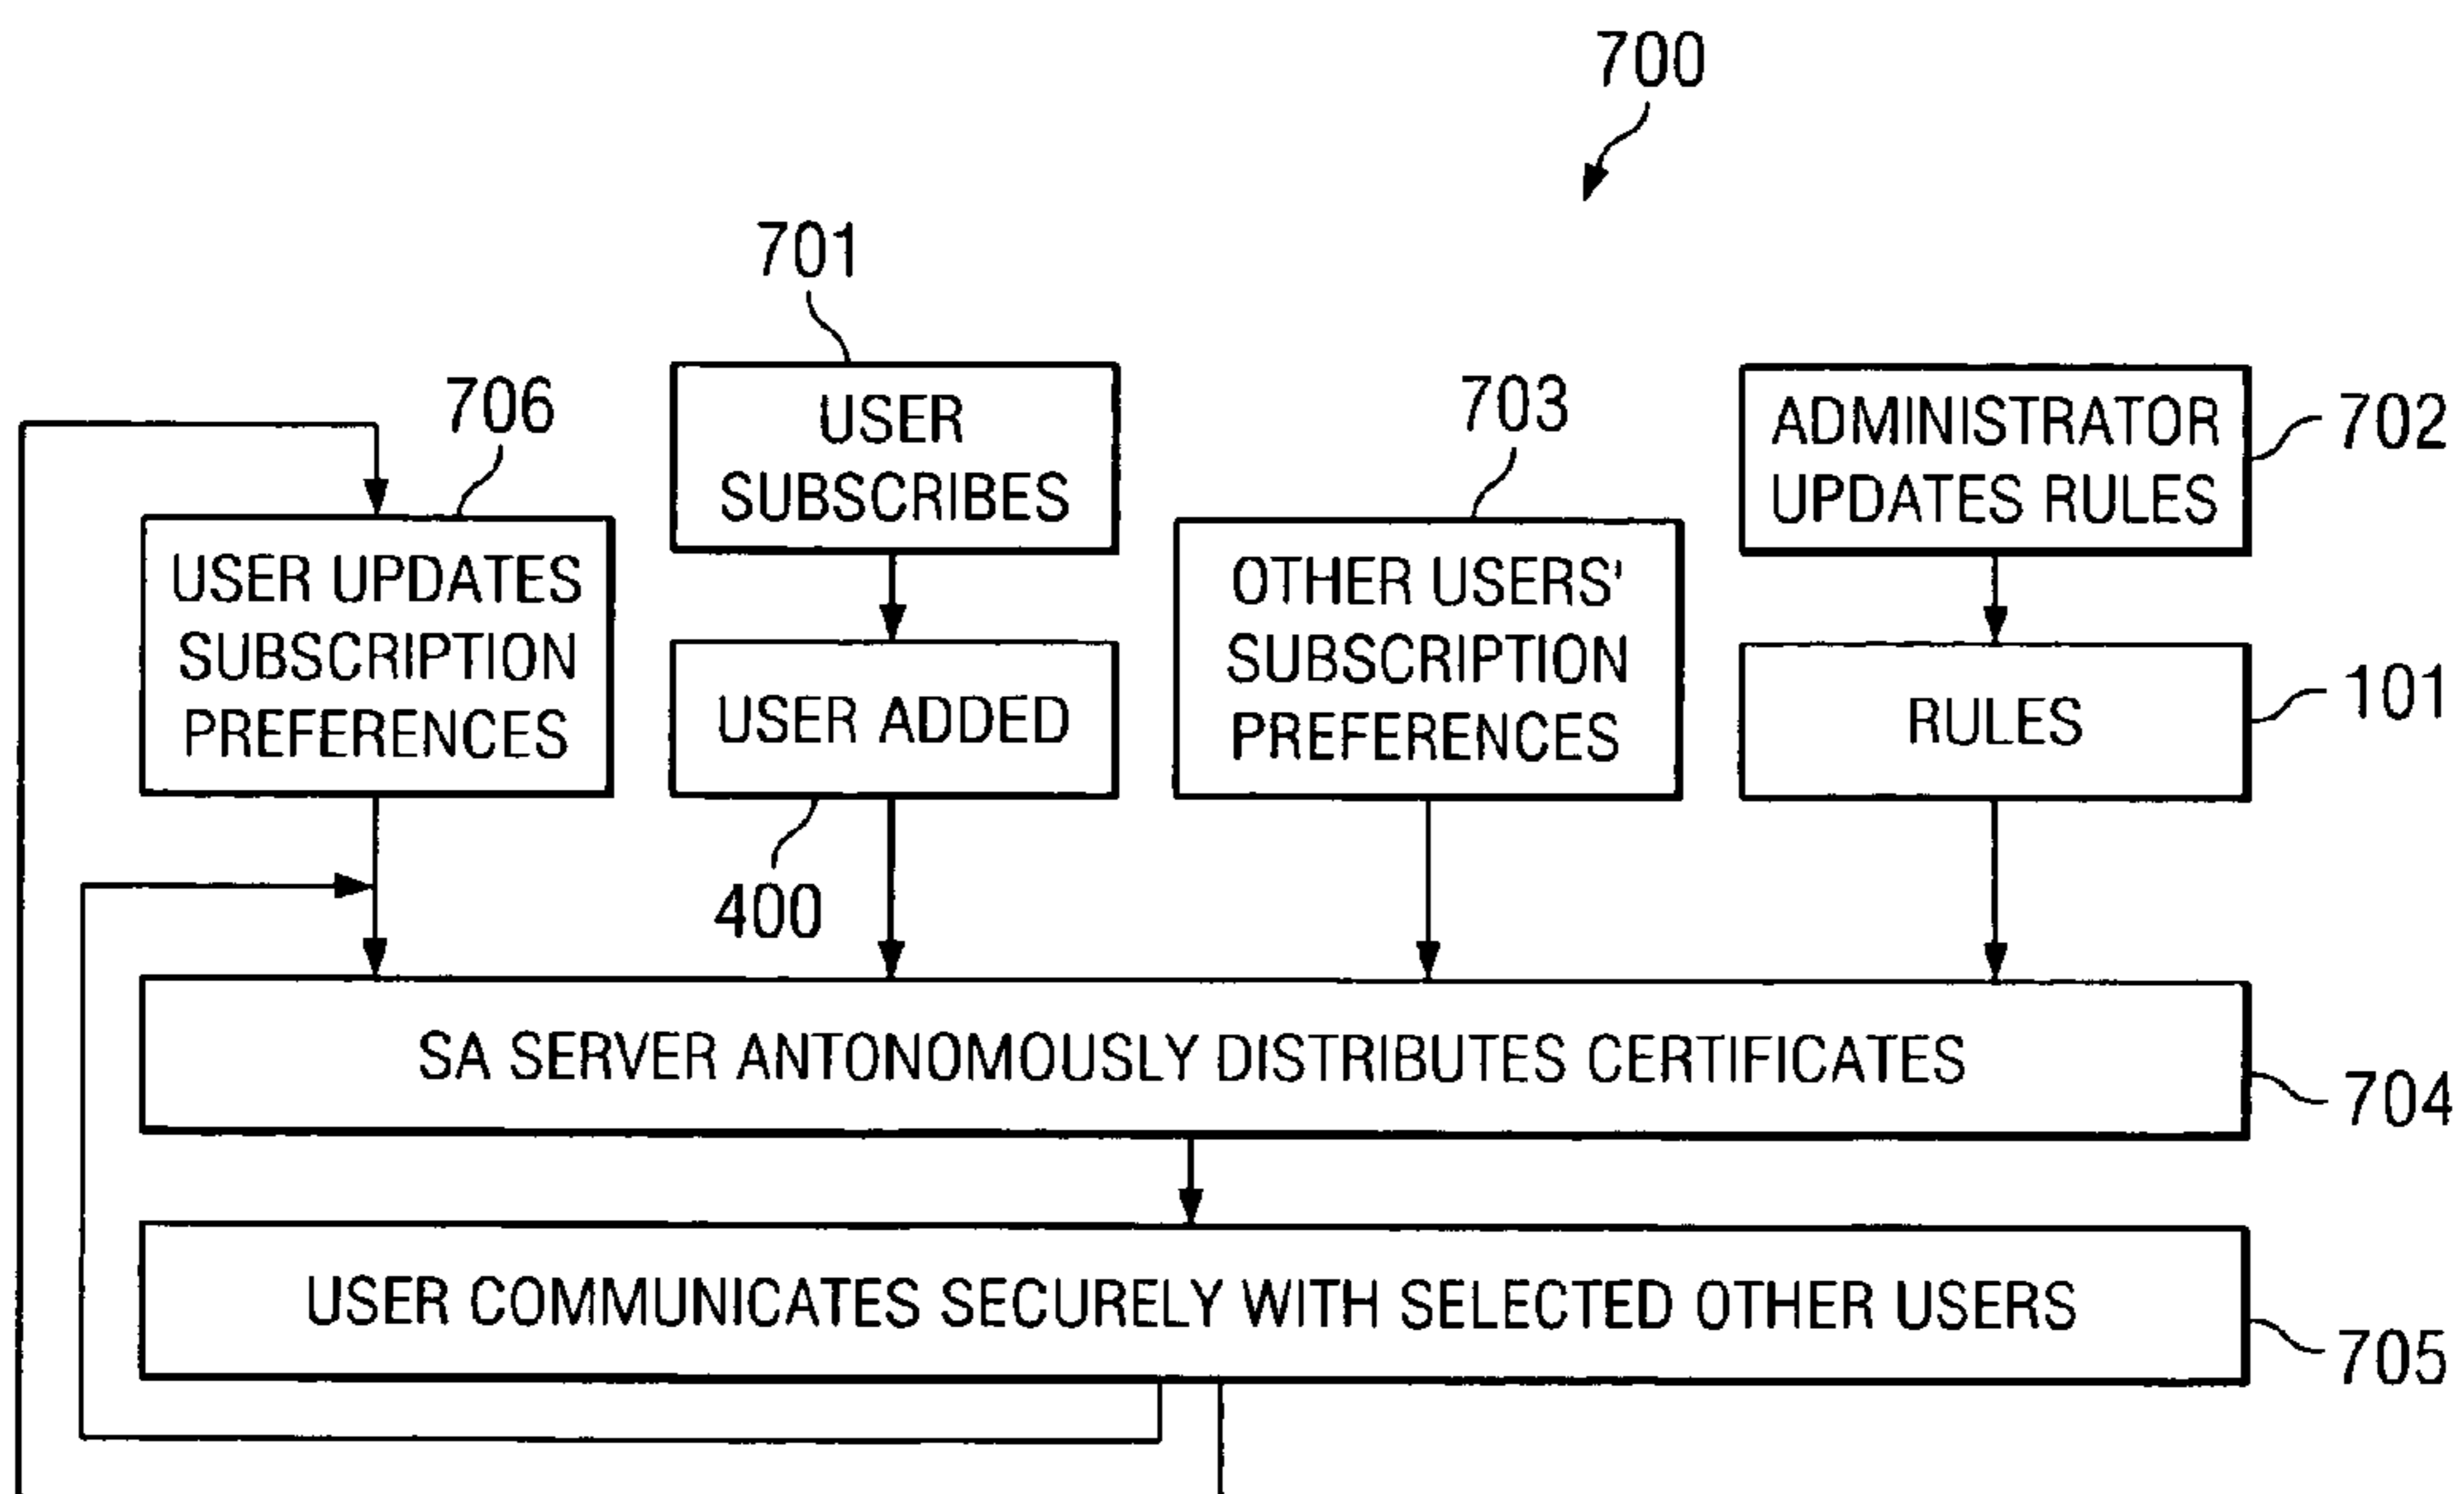 700
701
USER
SUBSCRIBES
706
USER UPDATES
SUBSCRIPTION
PREFERENCES
USER ADDED
400
703
OTHER USERS'
SUBSCRIPTION
PREFERENCES
ADMINISTRATOR
UPDATES RULES
702
RULES
101
SA SERVER ANTONOMOUSLY DISTRIBUTES CERTIFICATES
704
USER COMMUNICATES SECURELY WITH SELECTED OTHER USERS
705